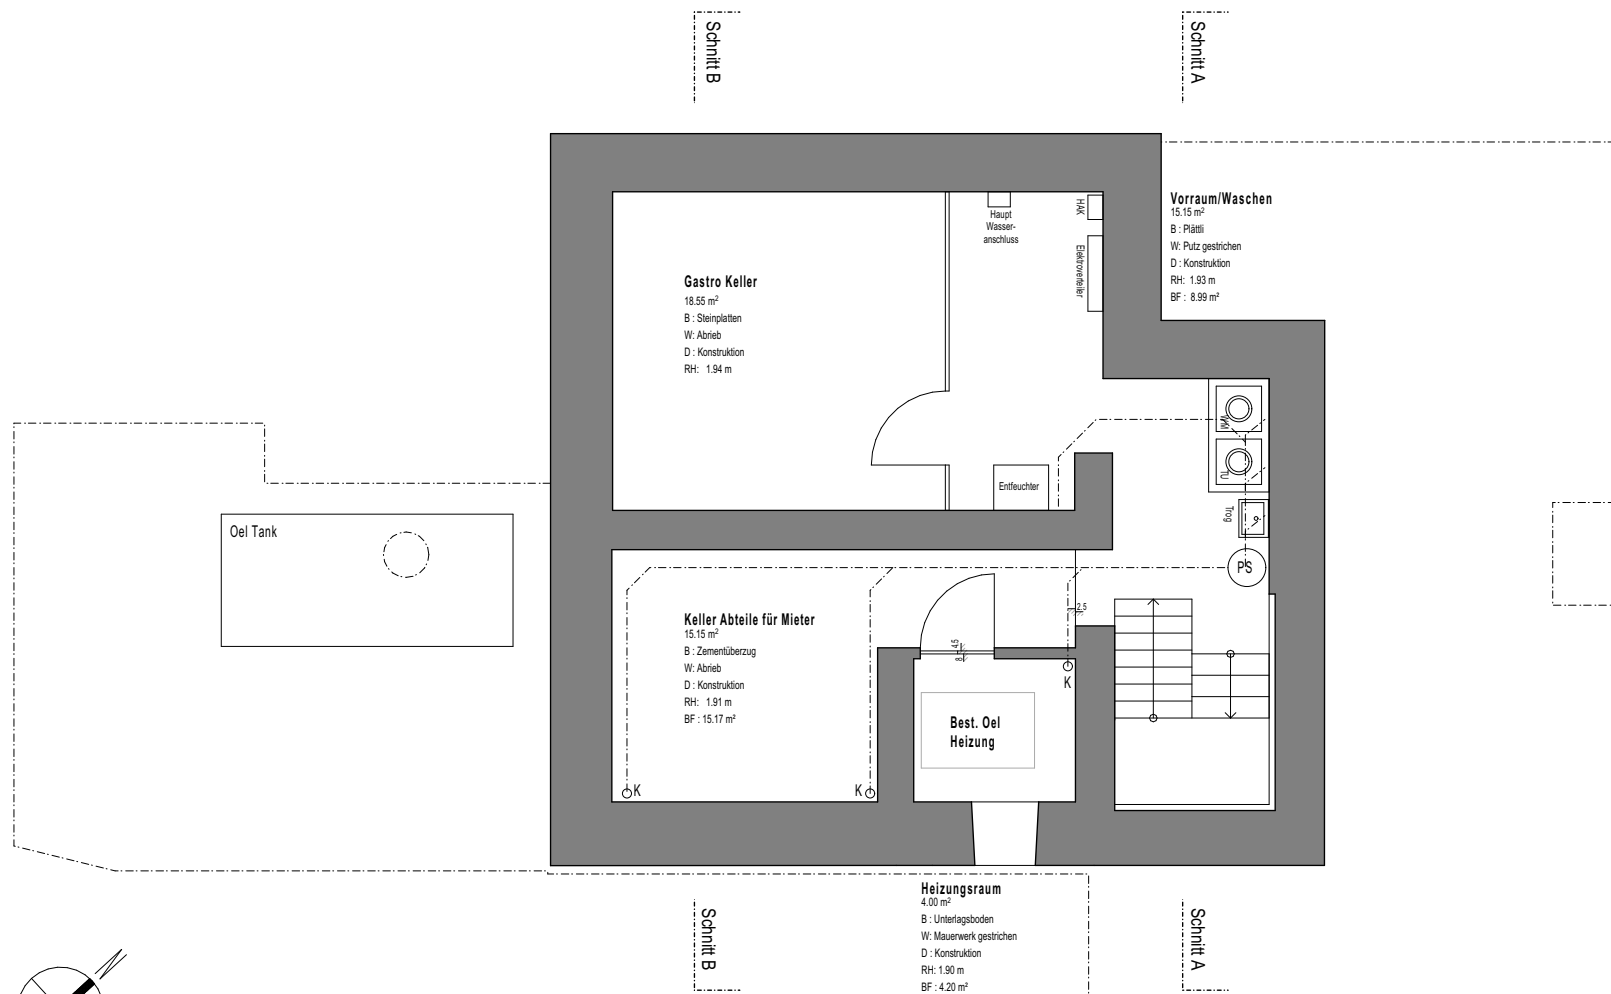 Schnitt B
Schnitt A
Vorraum/Waschen
15.15 m²
B : Plättli
W: Putz gestrichen
D : Konstruktion
RH: 1.93 m
BF : 8.99 m²
Haupt
Wasser-
anschluss
HAK
Elektroverteiler
Gastro Keller
18.55 m²
B : Steinplatten
W: Abrieb
D : Konstruktion
RH: 1.94 m
WM
TU
Entfeuchter
Trog
Oel Tank
PS
Keller Abteile für Mieter
15.15 m²
B : Zementüberzug
W: Abrieb
D : Konstruktion
RH: 1.91 m
BF : 15.17 m²
2.5
4.5
8
K
Best. Oel
Heizung
K
K
Heizungsraum
4.00 m²
B : Unterlagsboden
W: Mauerwerk gestrichen
D : Konstruktion
RH: 1.90 m
BF : 4.20 m²
Schnitt B
Schnitt A
N